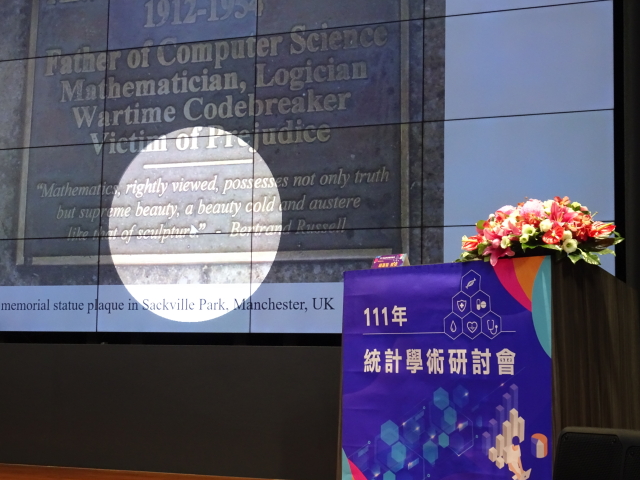 1912-1954
Father of Computer Science
Mathematician, Logician
Wartime Codebreaker
Victim of Prejudice
"Mathematics, rightly viewed, possesses not only truth
but supreme beauty, a beauty cold and austere
like that of sculpture." - Bertrand Russell
memorial statue plaque in Sackville Park, Manchester, UK
111年
統計學術研討會